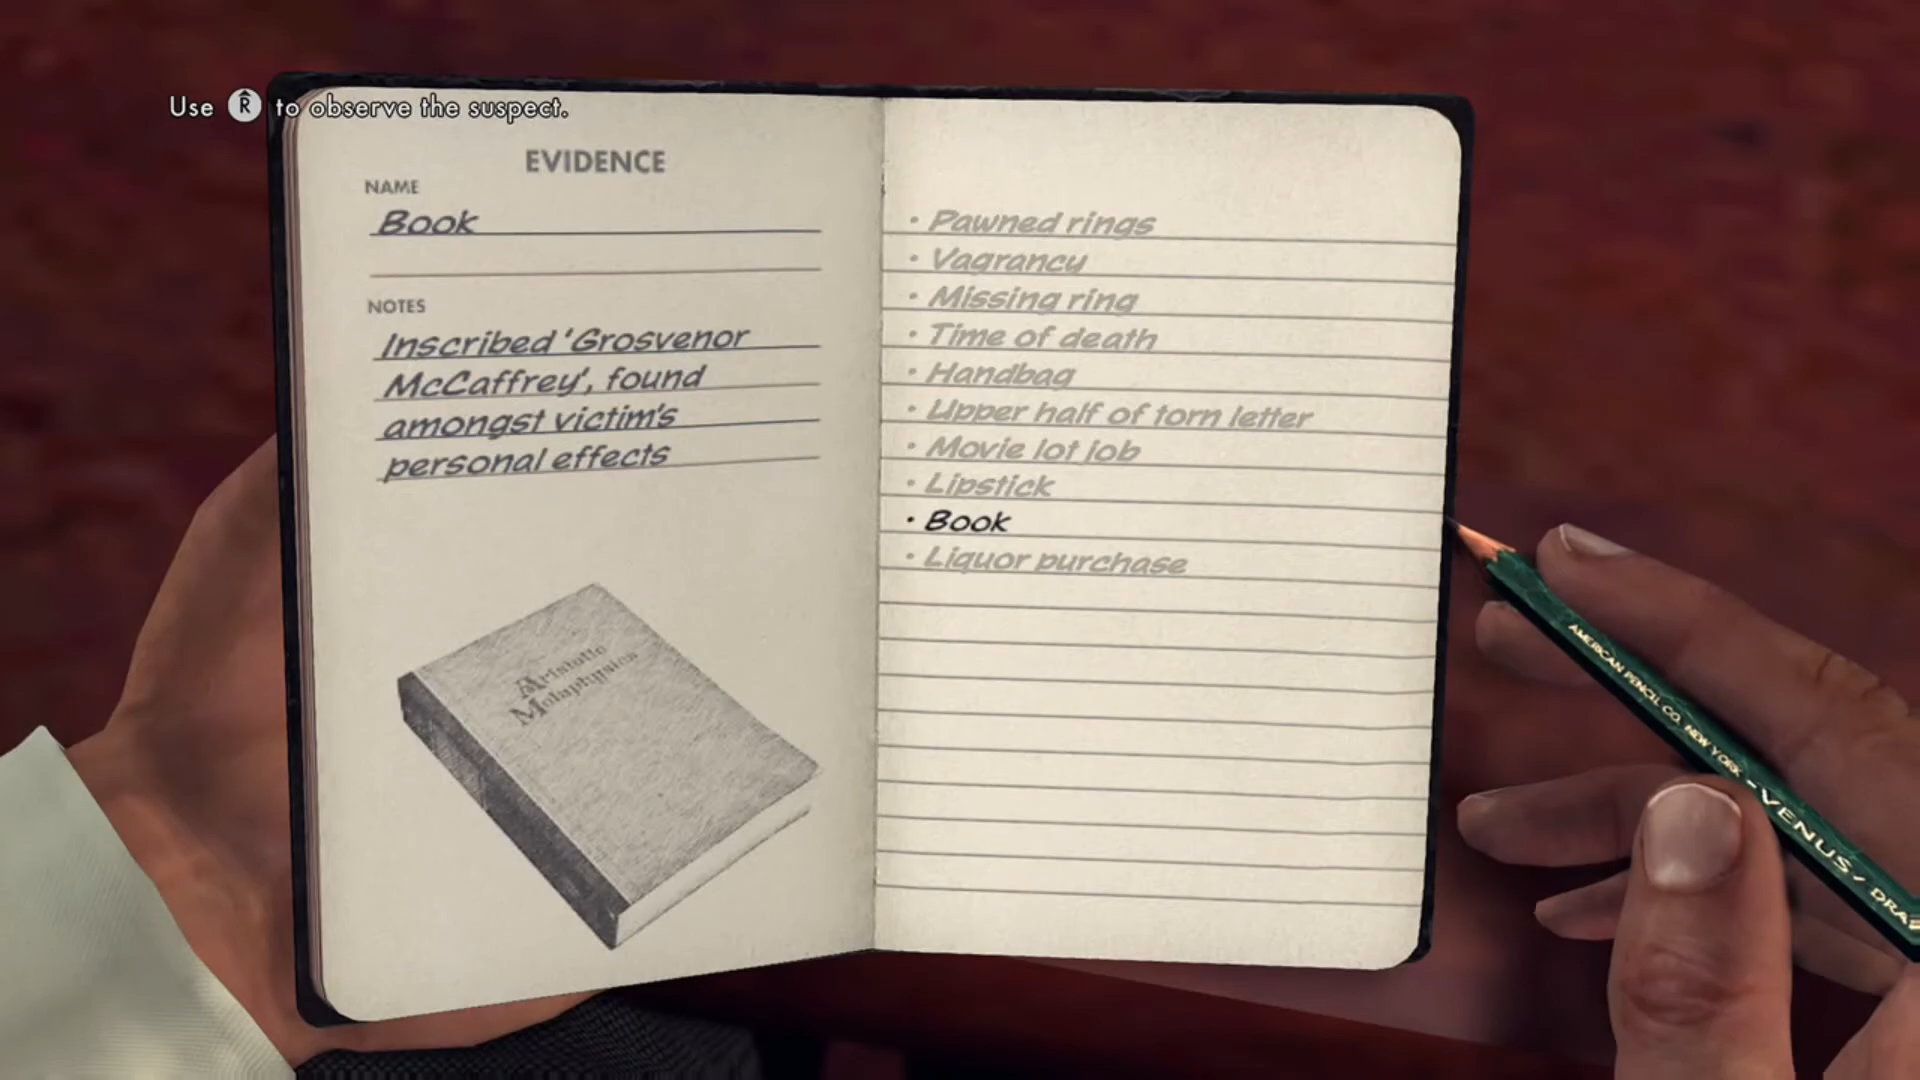 Use R to observe the suspect.
EVIDENCE
NAME
Book
NOTES
Inscribed 'Grosvenor
McCaffrey', found
amongst victim's
personal effects
Aristotle
Metaphysics
• Pawned rings
• Vagrancy
• Missing ring
• Time of death
• Handbag
• Upper half of torn letter
• Movie lot job
• Lipstick
• Book
• Liquor purchase
AMERICAN PENCIL CO. NEW YORK - VENUS